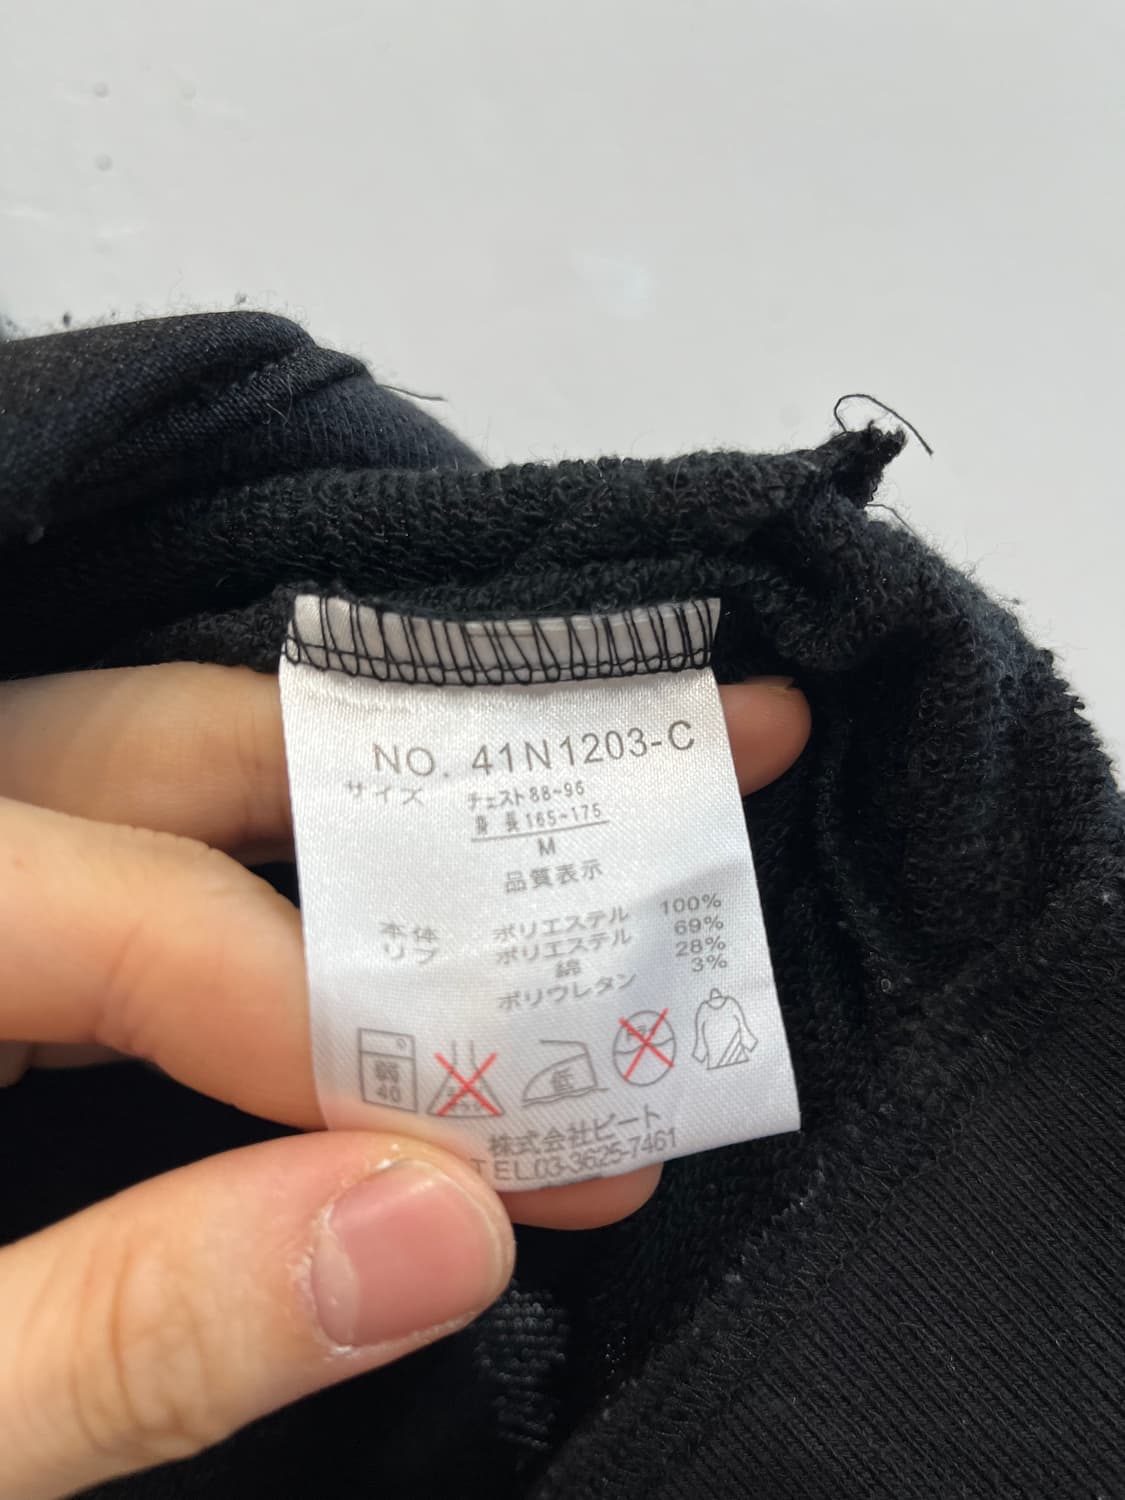 NO. 41N1203-C
サイズ チェスト88~96
身長165~175
M
品質表示
本体 ポリエステル 100%
リブ ポリエステル 69%
綿 28%
ポリウレタン 3%
弱
40
低
株式会社ビート
TEL03-3625-7461